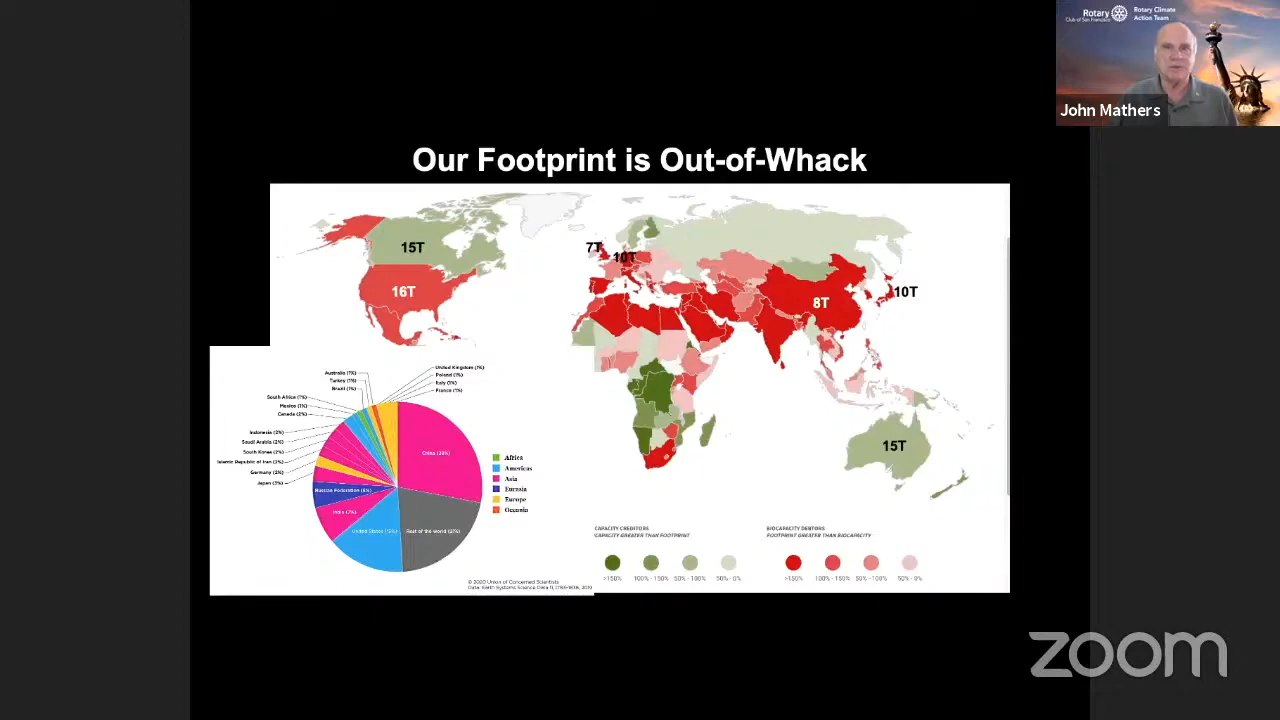 Rotary
Club of San Francisco
Rotary Climate
Action Team
John Mathers
Our Footprint is Out-of-Whack
15T
16T
7T
10T
8T
10T
15T
United Kingdom (1%)
Poland (1%)
Italy (1%)
France (1%)
Australia (1%)
Turkey (1%)
Brazil (1%)
South Africa (1%)
Mexico (1%)
Canada (2%)
Indonesia (2%)
Saudi Arabia (2%)
South Korea (2%)
Islamic Republic of Iran (2%)
Germany (2%)
Japan (3%)
Russian Federation (5%)
India (7%)
United States (15%)
Rest of the world (21%)
China (28%)
Africa
Americas
Asia
Eurasia
Europe
Oceania
© 2020 Union of Concerned Scientists
Data: Earth Systems Science Data 11, 1783–1838, 2019
CAPACITY CREDITORS
CAPACITY GREATER THAN FOOTPRINT
>150% 100% - 150% 50% - 100% 50% - 0%
BIOCAPACITY DEBTORS
FOOTPRINT GREATER THAN BIOCAPACITY
>150% 100% - 150% 50% - 100% 50% - 0%
zoom